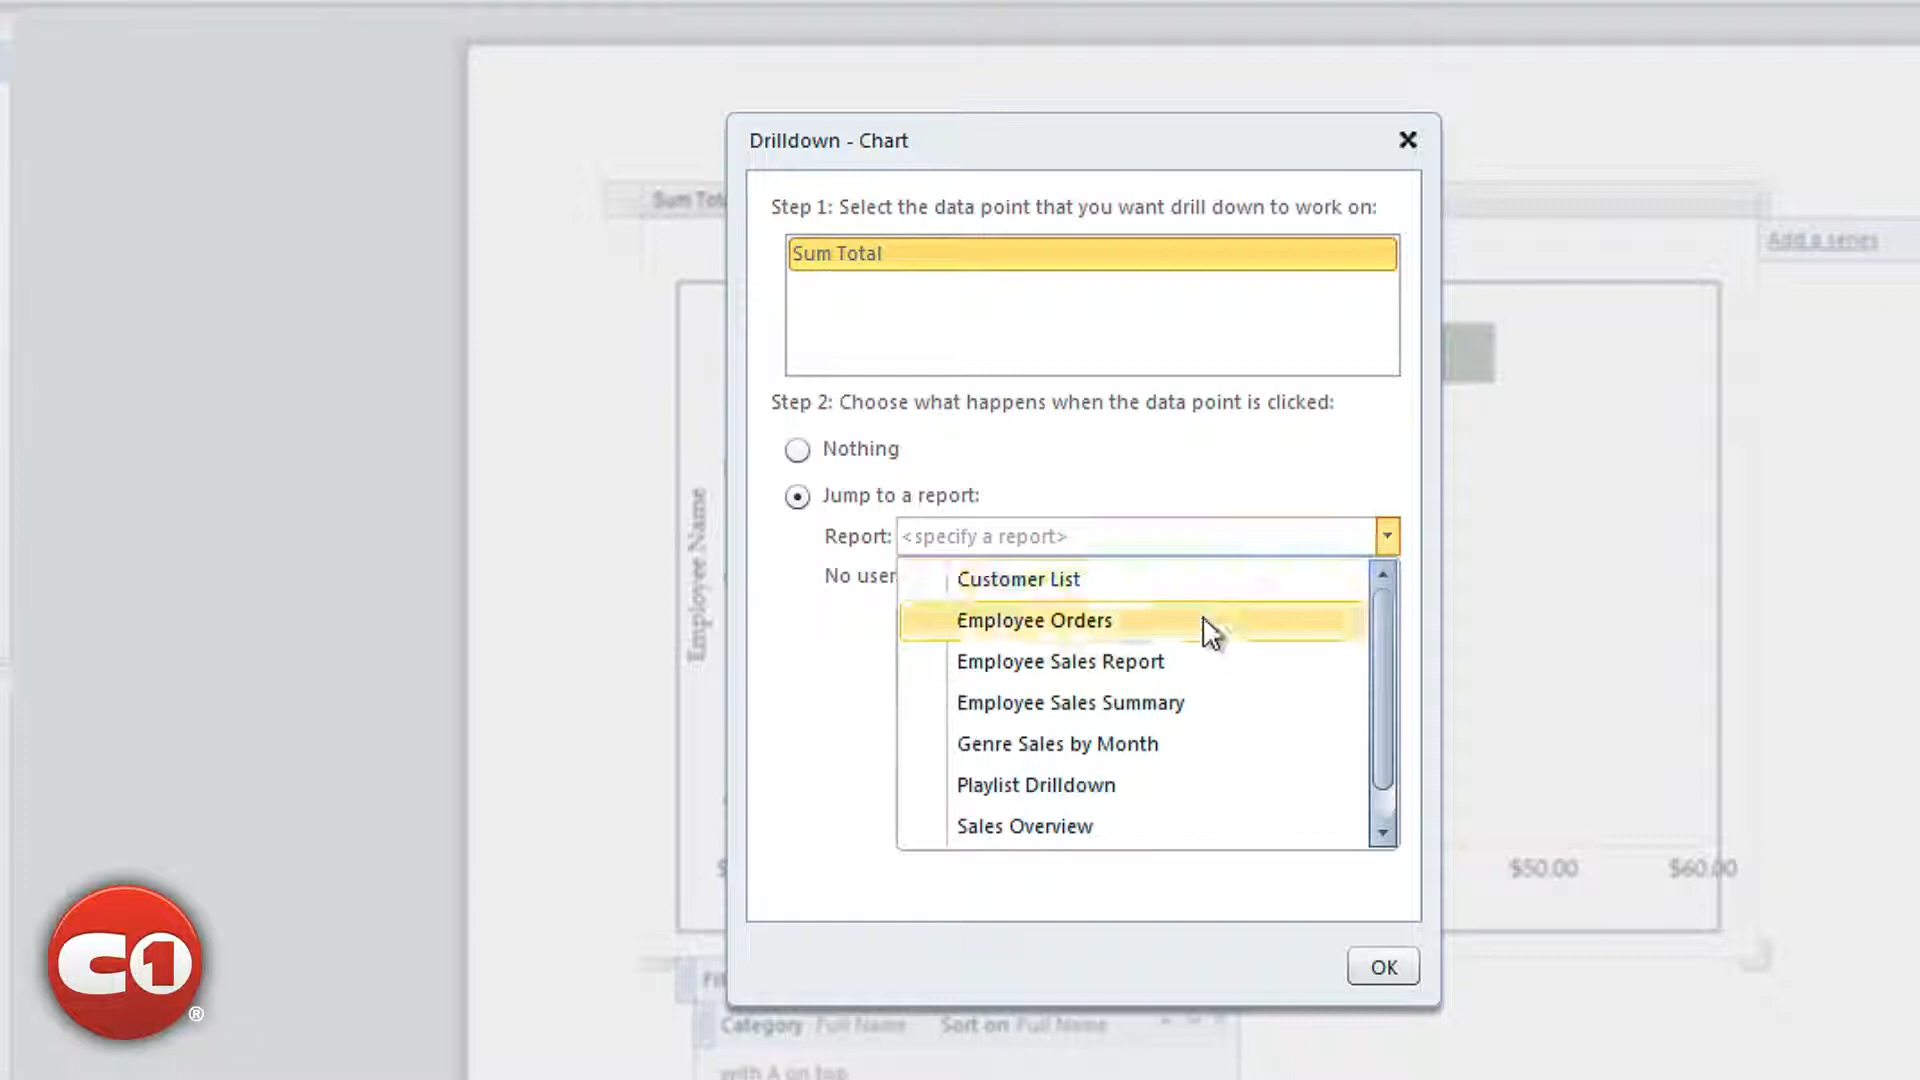 Drilldown - Chart
Step 1: Select the data point that you want drill down to work on:
Sum Total
Step 2: Choose what happens when the data point is clicked:
Nothing
Jump to a report:
Report: <specify a report>
No user
Customer List
Employee Orders
Employee Sales Report
Employee Sales Summary
Genre Sales by Month
Playlist Drilldown
Sales Overview
OK
Sum Tot
Add a series
Employee Name
$50.00 $60.00
Category Full Name Sort on Full Name
with A on top
C1®